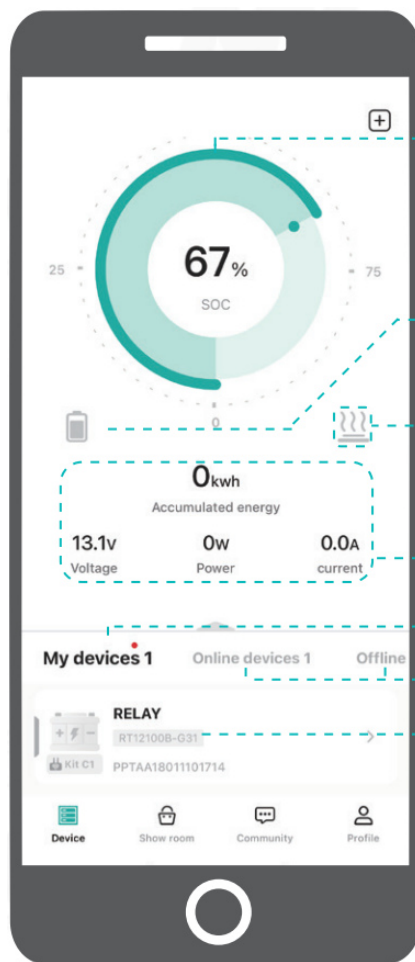 67%
SOC
25
75
0
0kwh
Accumulated energy
13.1V 0W 0.0A
Voltage Power current
My devices 1 Online devices 1 Offline
RELAY
RT12100B-G31
Kit C1 PPTAA18011101714
Device Show room Community Profile